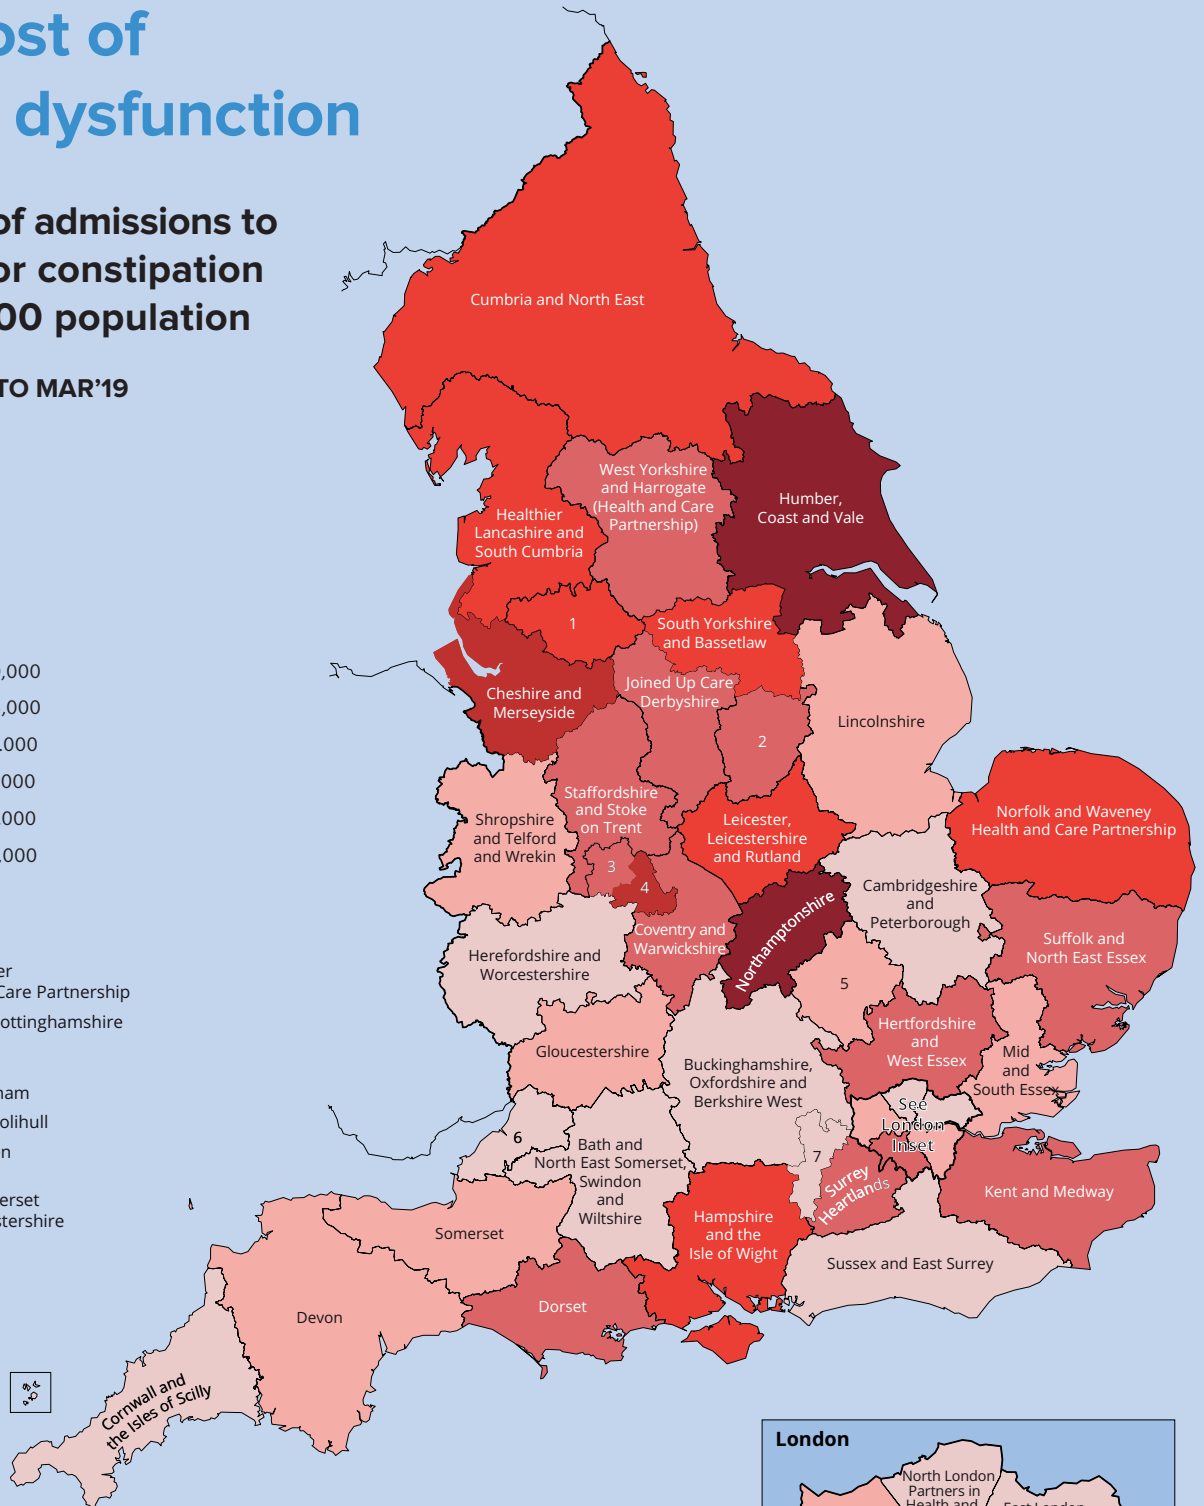 ost of
dysfunction
of admissions to
or constipation
00 population
TO MAR'19
,000
,000
.000
000
000
,000
er
Care Partnership
ottinghamshire
ham
olihull
n
erset
stershire
Cumbria and North East
West Yorkshire
and Harrogate
(Health and Care
Partnership)
Humber,
Coast and Vale
Healthier
Lancashire and
South Cumbria
1
South Yorkshire
and Bassetlaw
Cheshire and
Merseyside
Joined Up Care
Derbyshire
Lincolnshire
2
Staffordshire
and Stoke
on Trent
Shropshire
and Telford
and Wrekin
Leicester,
Leicestershire
and Rutland
Norfolk and Waveney
Health and Care Partnership
3
4
Cambridgeshire
and
Peterborough
Northamptonshire
Coventry and
Warwickshire
Suffolk and
North East Essex
Herefordshire and
Worcestershire
5
Hertfordshire
and
West Essex
Gloucestershire
Mid
and
South Essex
Buckinghamshire,
Oxfordshire and
Berkshire West
See
London
Inset
6
Bath and
North East Somerset,
Swindon
and
Wiltshire
7
Surrey
Heartlands
Kent and Medway
Somerset
Hampshire
and the
Isle of Wight
Sussex and East Surrey
Devon
Dorset
Cornwall and
the Isles of Scilly
London
North London
Partners in
Health and
East London